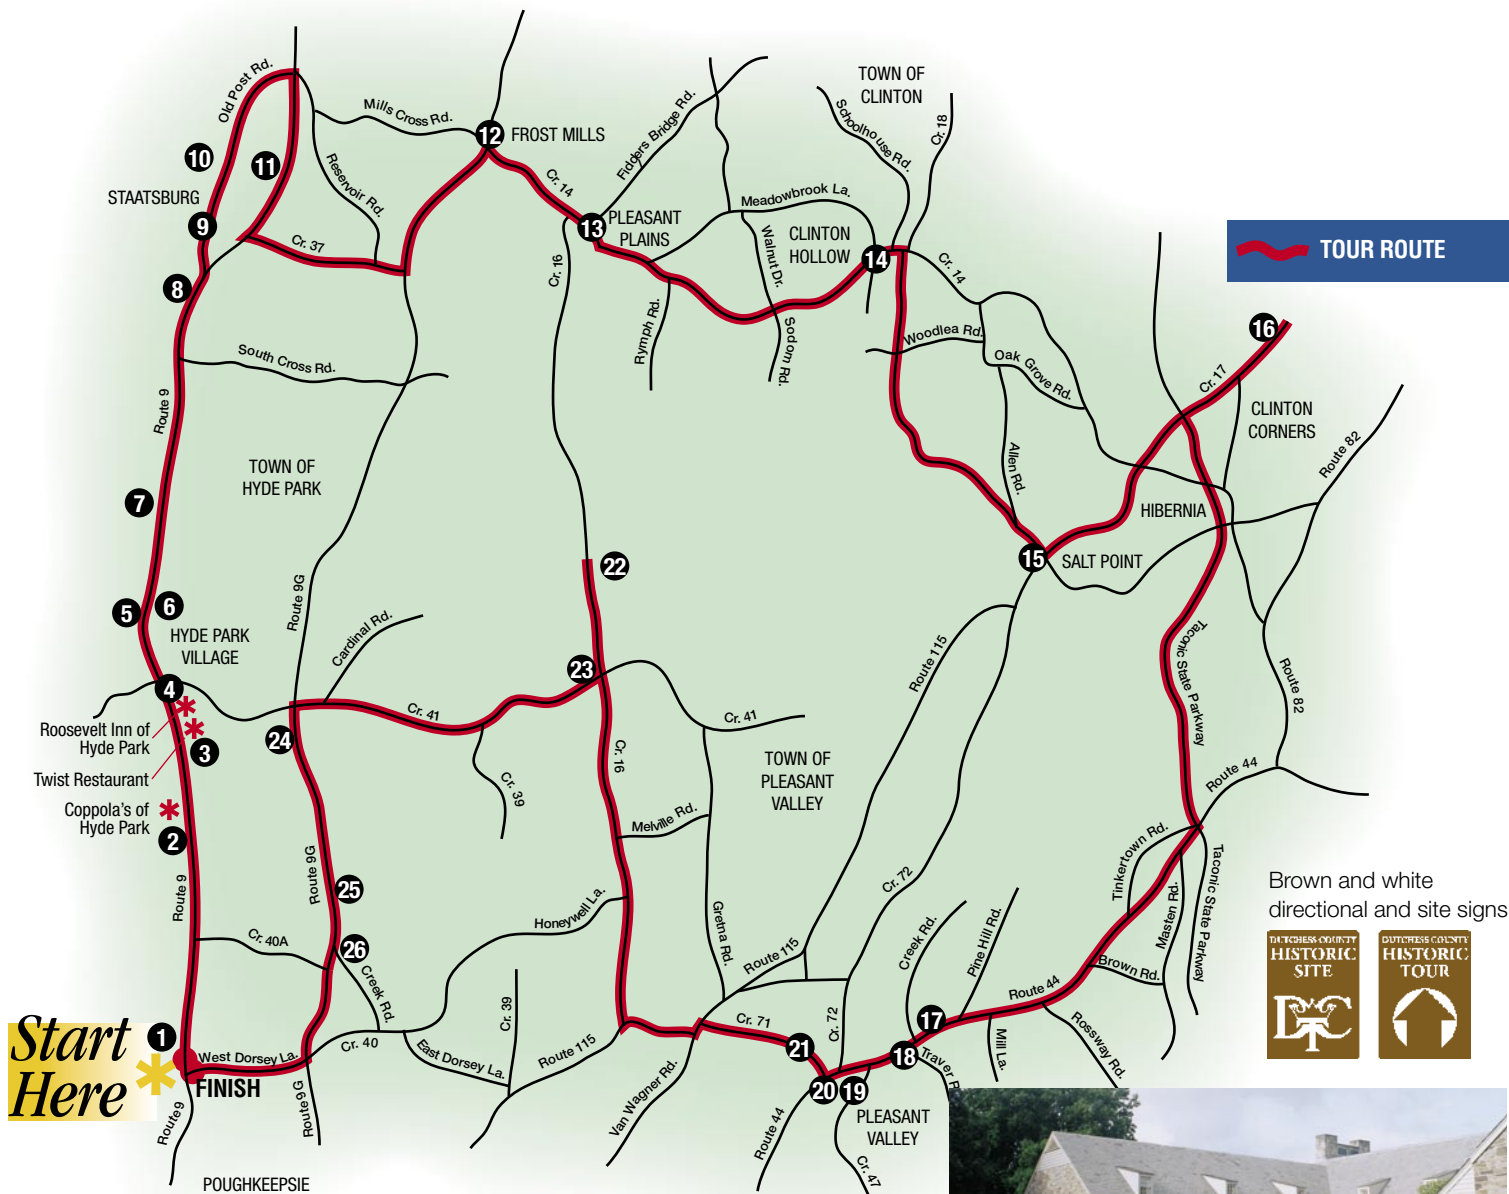 Old Post Rd.
Mills Cross Rd.
12
FROST MILLS
Fidders Bridge Rd.
TOWN OF
CLINTON
Schoolhouse Rd.
Cr. 18
10
11
Reservoir Rd.
STAATSBURG
9
Cr. 37
8
Cr. 14
13
PLEASANT
PLAINS
Cr. 16
Meadowbrook La.
Walnut Dr.
CLINTON
HOLLOW
14
Cr. 14
Rymph Rd.
Sodom Rd.
Woodlea Rd.
Oak Grove Rd.
TOUR ROUTE
16
Cr. 17
CLINTON
CORNERS
Route 82
South Cross Rd.
Route 9
TOWN OF
HYDE PARK
7
Allen Rd.
HIBERNIA
15
SALT POINT
22
5
6
HYDE PARK
VILLAGE
Route 9G
Cardinal Rd.
23
Route 115
Taconic State Parkway
Route 82
4
Roosevelt Inn of
Hyde Park
3
Twist Restaurant
Coppola's of
Hyde Park
2
24
Cr. 41
Cr. 39
Cr. 16
Cr. 41
TOWN OF
PLEASANT
VALLEY
Melville Rd.
Route 44
Tinkertown Rd.
Masten Rd.
Taconic State Parkway
Route 9
Route 9G
25
Cr. 40A
26
Creek Rd.
Honeywell La.
Gretna Rd.
Cr. 72
Route 115
Creek Rd.
Pine Hill Rd.
Brown Rd.
Route 44
Brown and white
directional and site signs
DUTCHESS COUNTY
HISTORIC
SITE
DUTCHESS COUNTY
HISTORIC
TOUR
Start
Here
1
West Dorsey La.
FINISH
Cr. 40
East Dorsey La.
Cr. 39
Route 115
Cr. 71
21
Cr. 72
17
18
Mill La.
Rossway Rd.
Traver R
20
19
Route 9
Route 9G
Van Wagner Rd.
Route 44
PLEASANT
VALLEY
Cr. 47
POUGHKEEPSIE